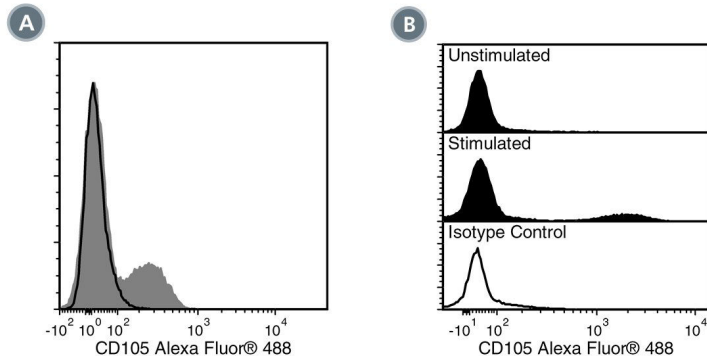 A
B
Unstimulated
Stimulated
Isotype Control
-10² 10⁰ 10² 10³ 10⁴
CD105 Alexa Fluor® 488
-10¹ 10² 10³ 10⁴
CD105 Alexa Fluor® 488